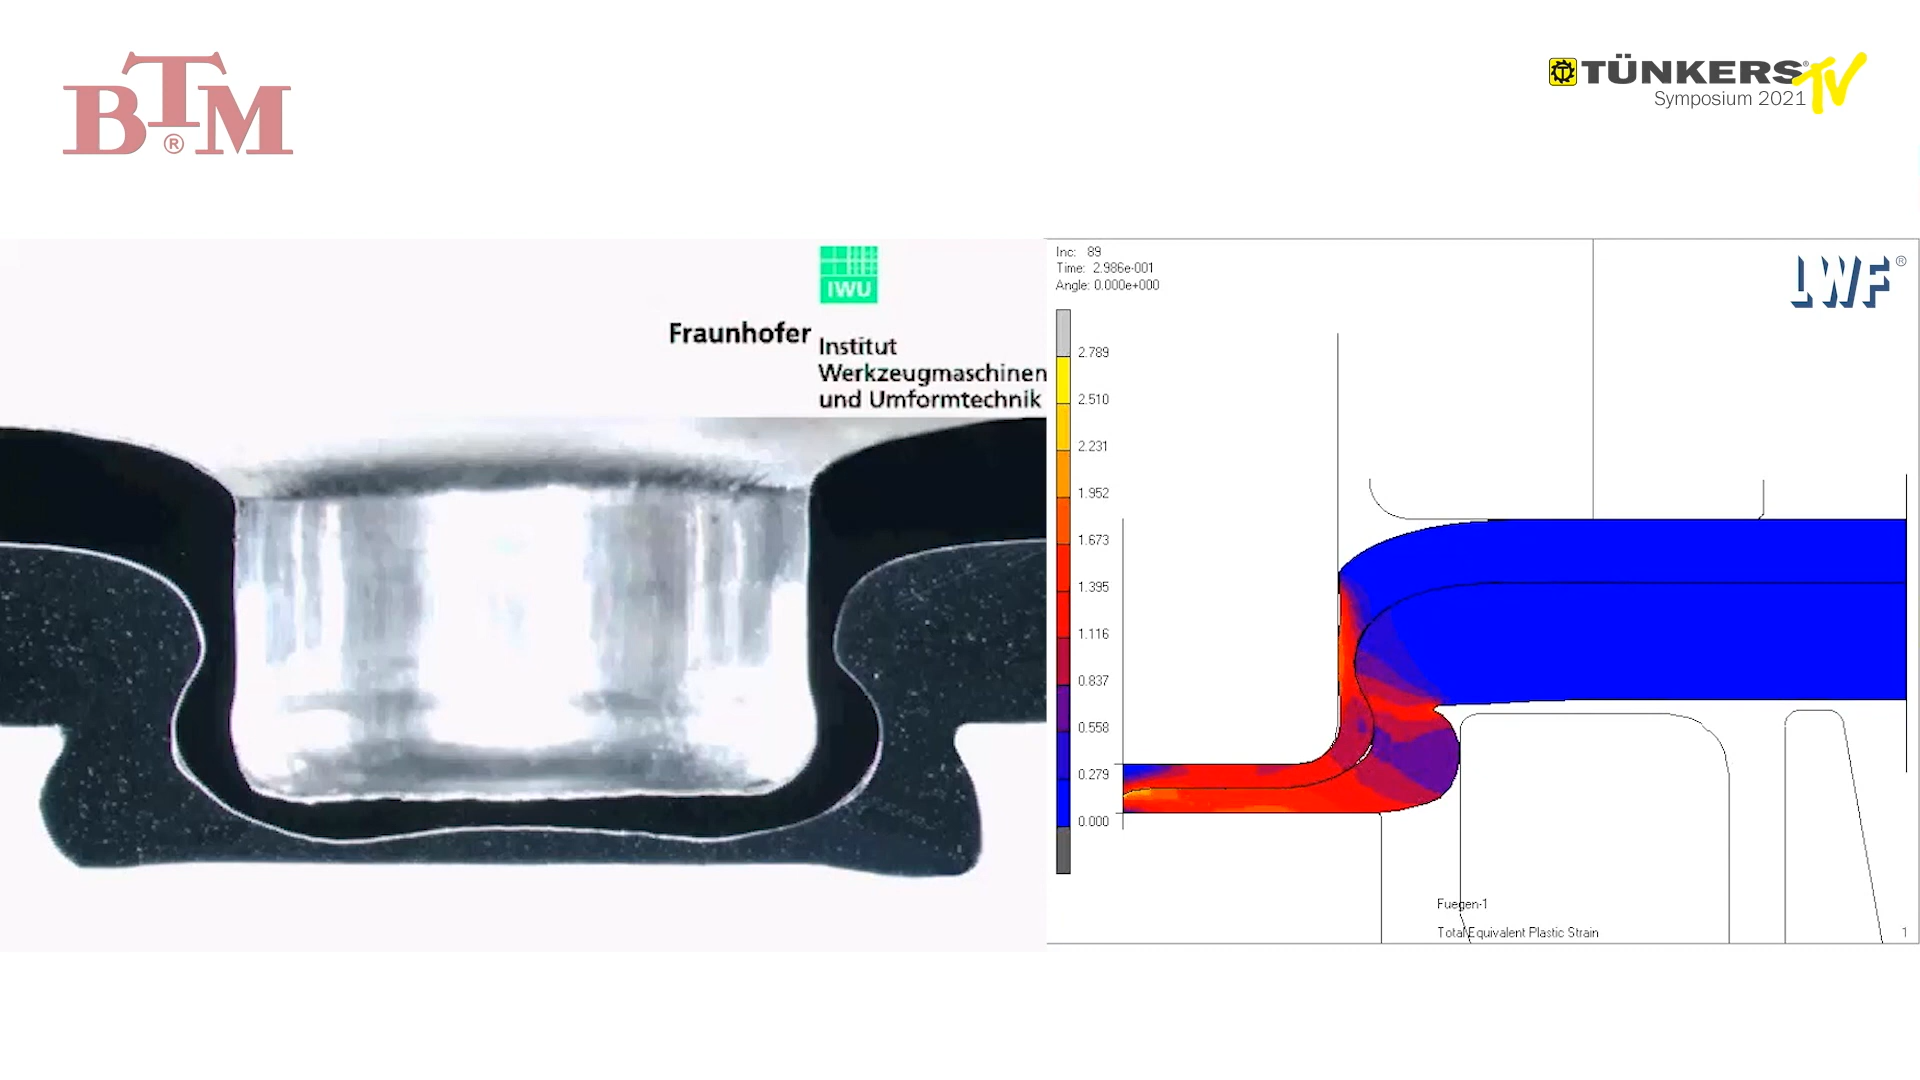 BTM®
TÜNKERS® TV
Symposium 2021
IWU
Fraunhofer
Institut
Werkzeugmaschinen
und Umformtechnik
Inc: 89
Time: 2.986e-001
Angle: 0.000e+000
LWF®
2.789
2.510
2.231
1.952
1.673
1.395
1.116
0.837
0.558
0.279
0.000
Fuegen-1
Total Equivalent Plastic Strain
1